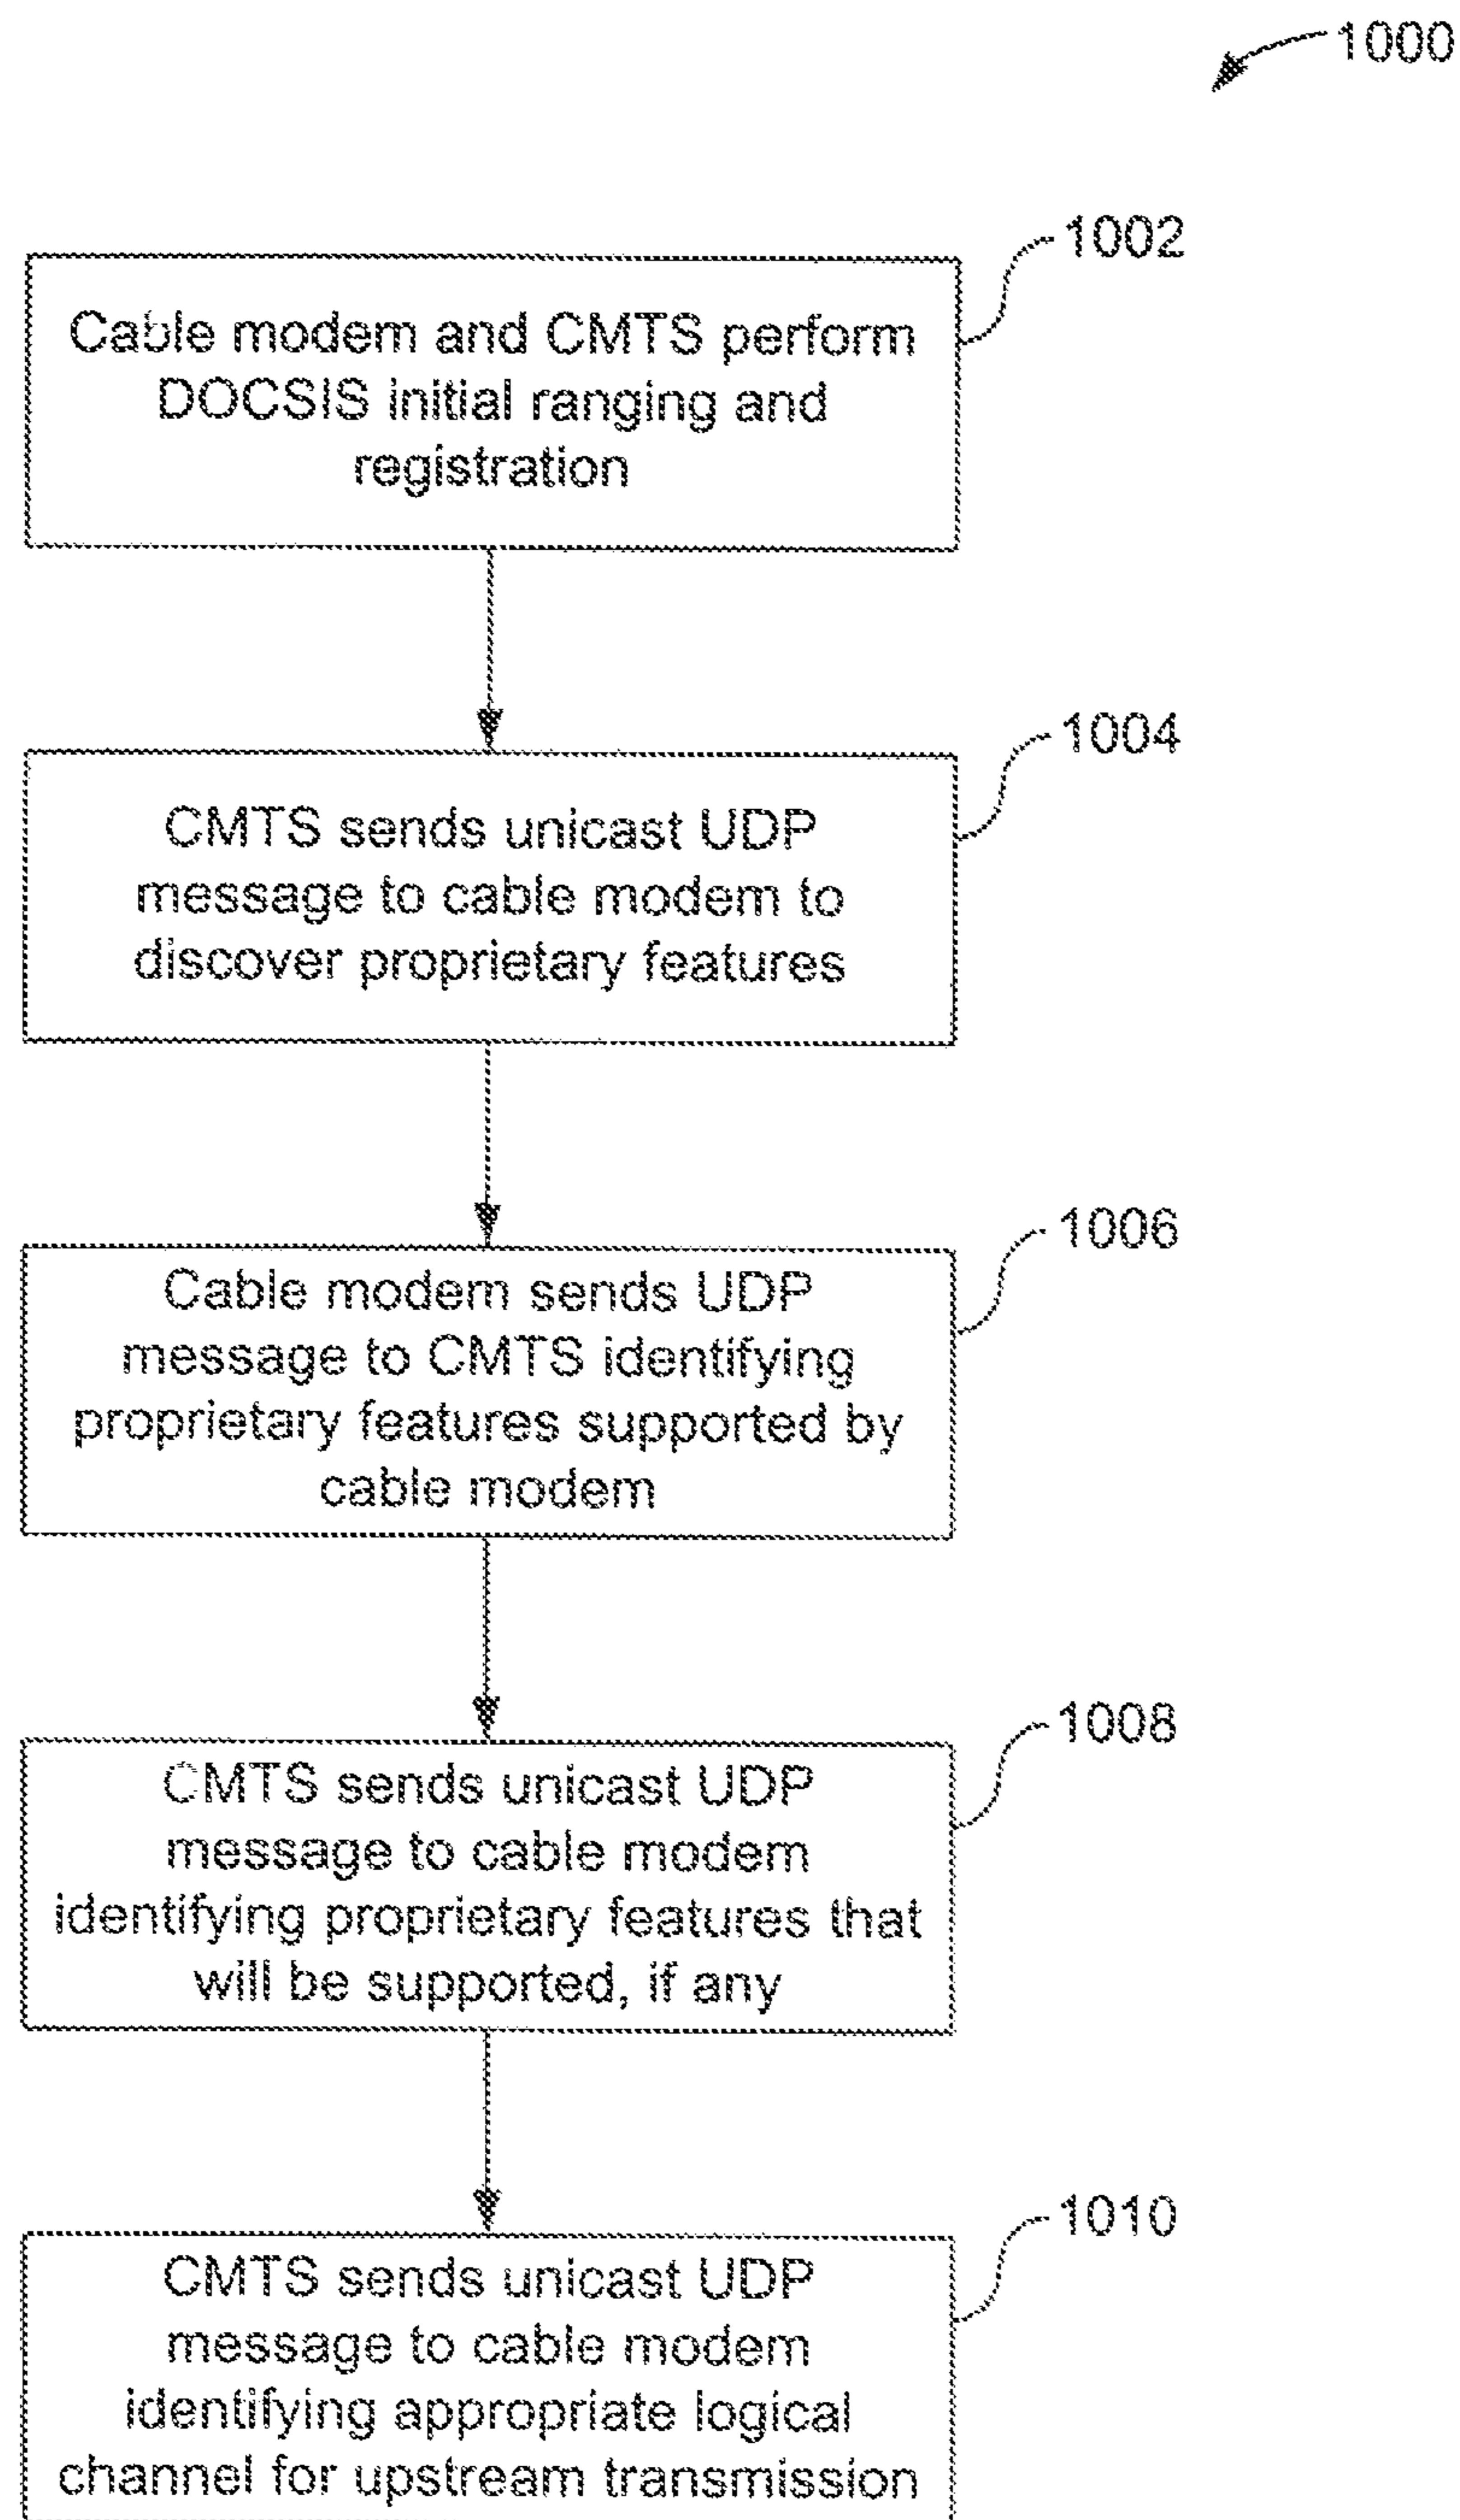 1000
1002
Cable modem and CMTS perform
DOCSIS initial ranging and
registration
1004
CMTS sends unicast UDP
message to cable modem to
discover proprietary features
1006
Cable modem sends UDP
message to CMTS identifying
proprietary features supported by
cable modem
1008
CMTS sends unicast UDP
message to cable modem
identifying proprietary features that
will be supported, if any
1010
CMTS sends unicast UDP
message to cable modem
identifying appropriate logical
channel for upstream transmission